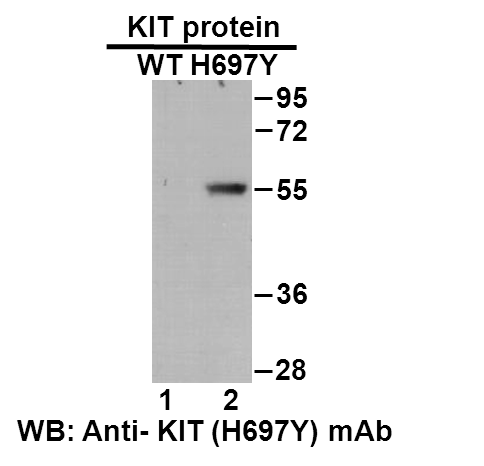 KIT protein
WT H697Y
–95
–72
–55
–36
–28
1 2
WB: Anti- KIT (H697Y) mAb